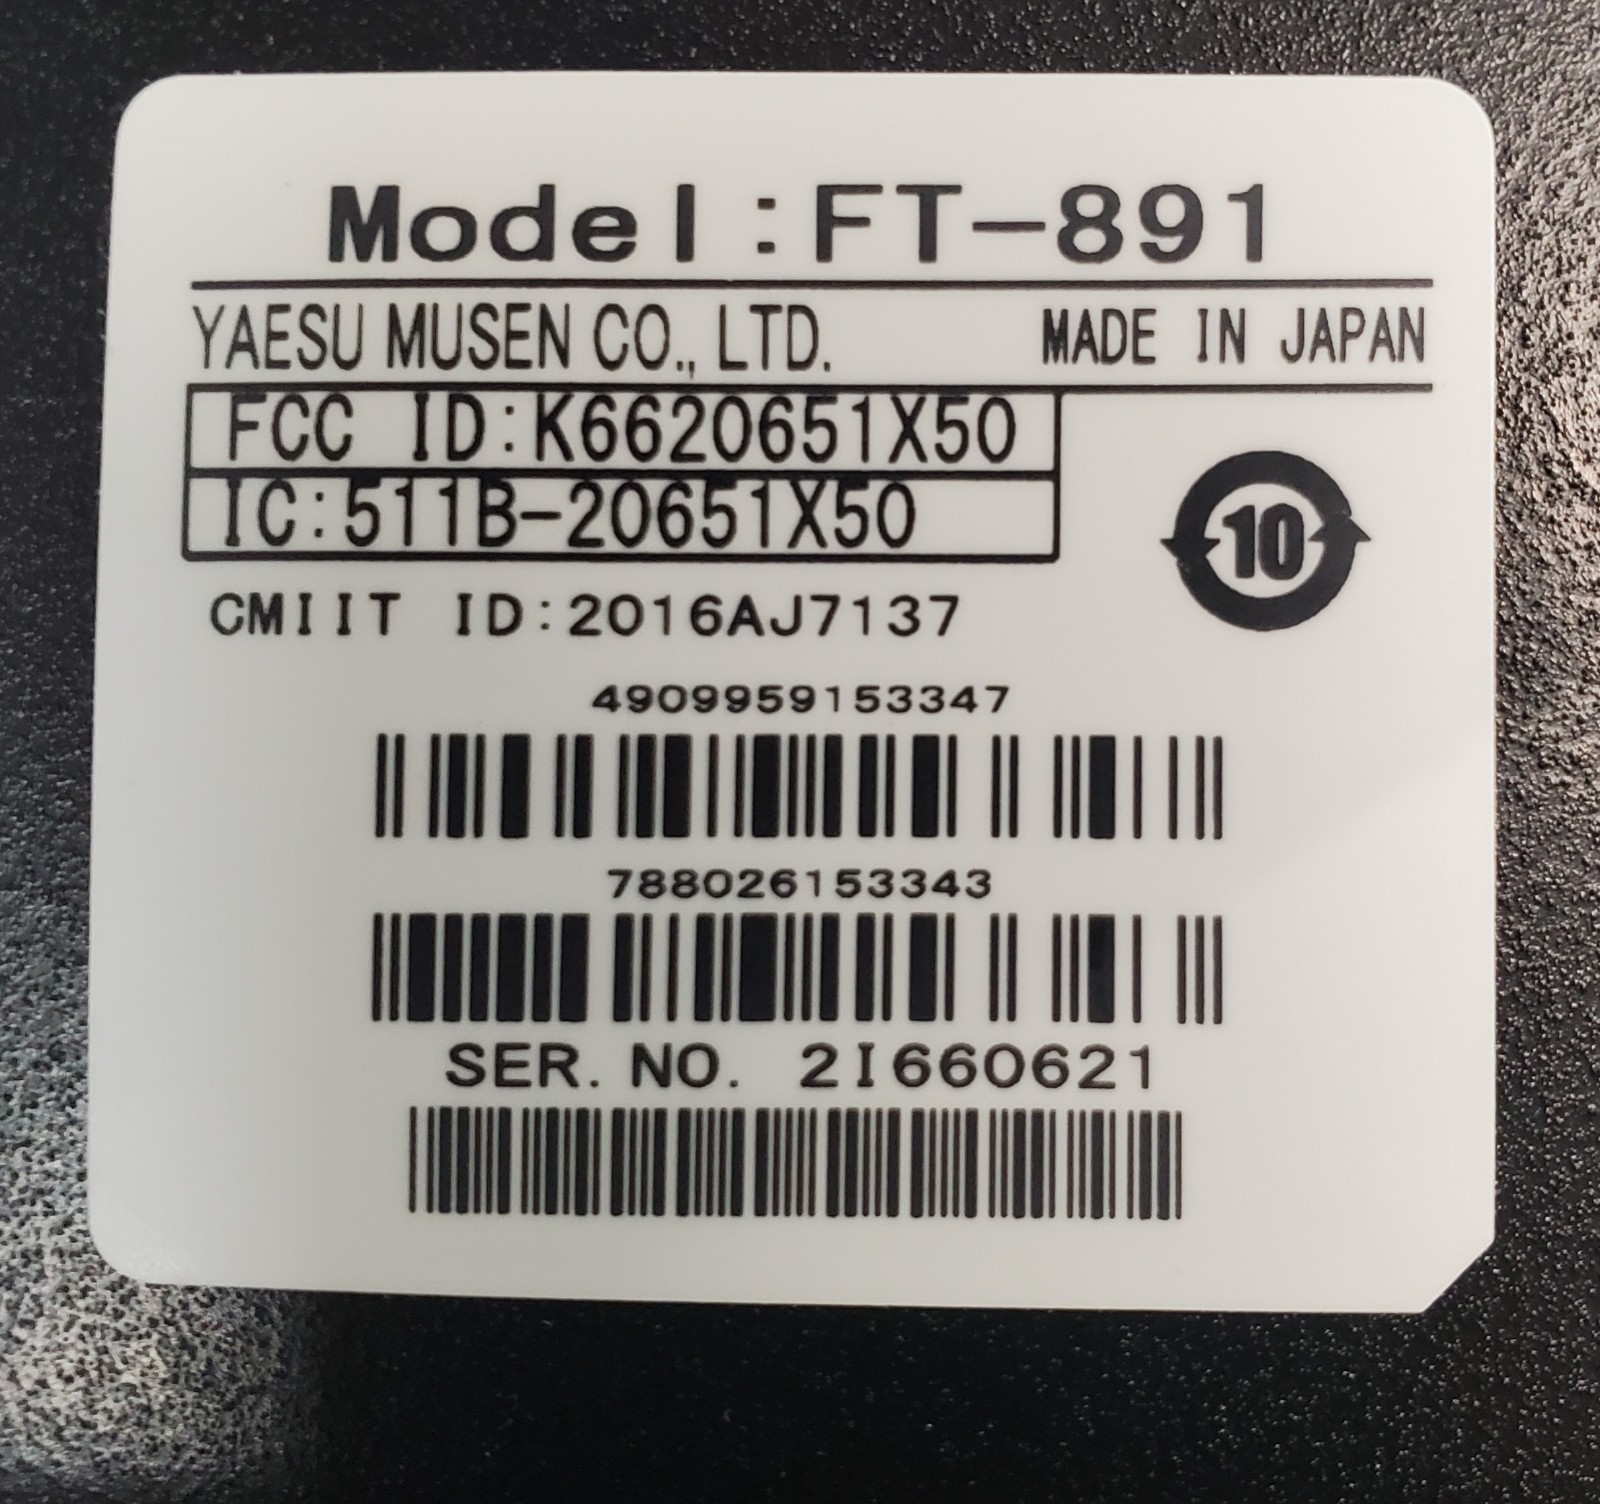 Model:FT-891
YAESU MUSEN CO., LTD. MADE IN JAPAN
FCC ID:K6620651X50
IC:511B-20651X50
10
CMIIT ID:2016AJ7137
4909959153347
788026153343
SER. NO. 2I660621